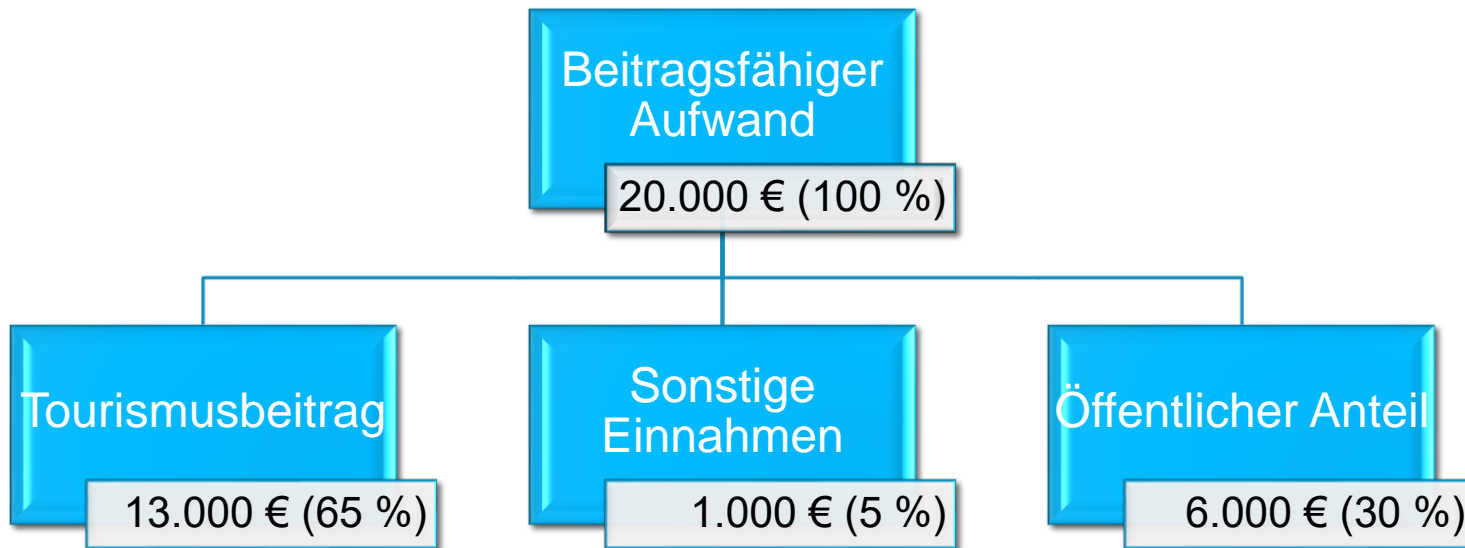 Beitragsfähiger
Aufwand
20.000 € (100 %)
Tourismusbeitrag
13.000 € (65 %)
Sonstige
Einnahmen
1.000 € (5 %)
Öffentlicher Anteil
6.000 € (30 %)